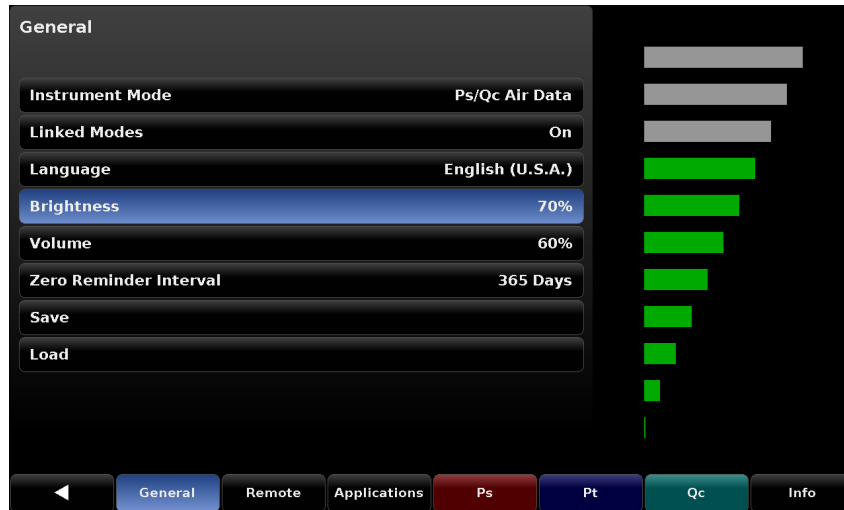 General
Instrument Mode Ps/Qc Air Data
Linked Modes On
Language English (U.S.A.)
Brightness 70%
Volume 60%
Zero Reminder Interval 365 Days
Save
Load
General Remote Applications Ps Pt Qc Info